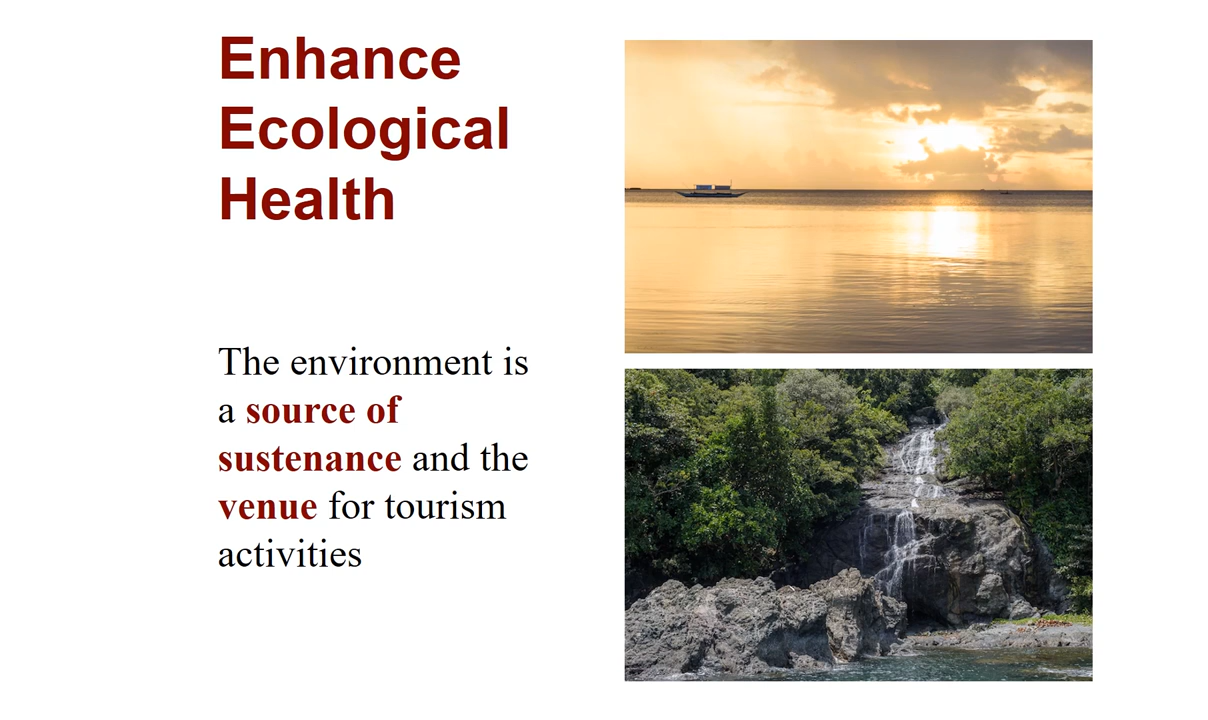 Enhance
Ecological
Health
The environment is
a source of
sustenance and the
venue for tourism
activities